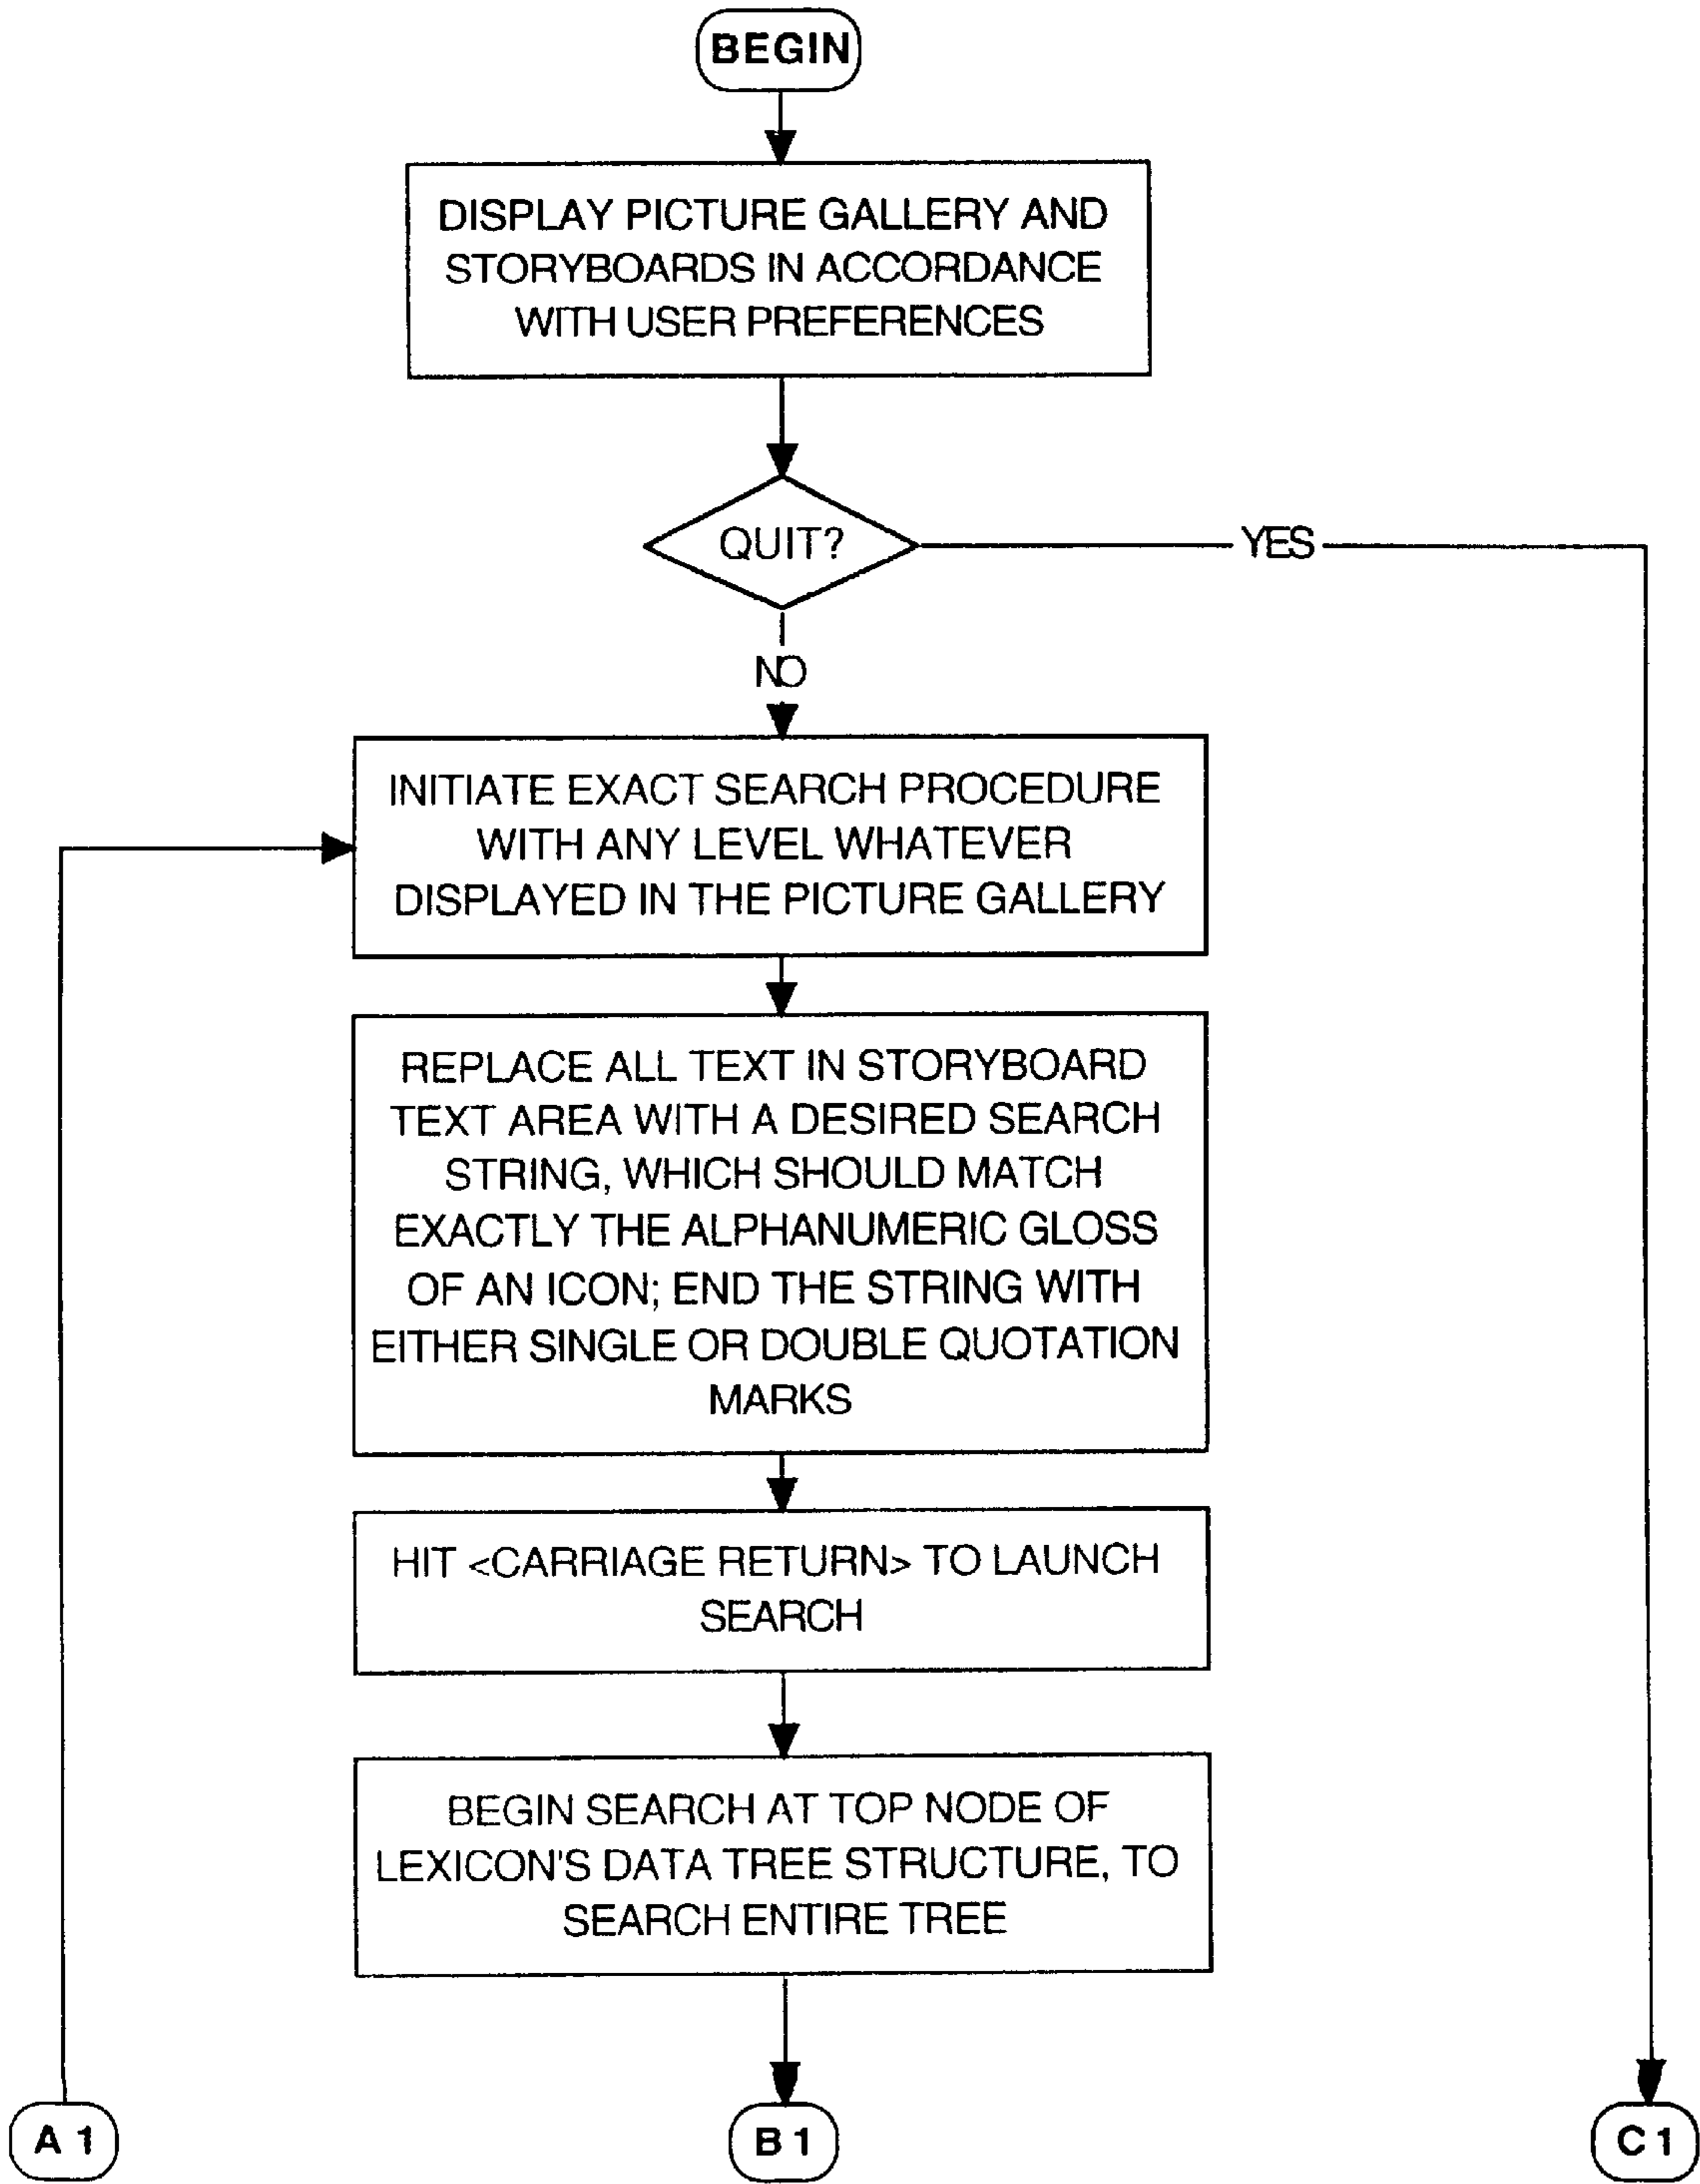 BEGIN
DISPLAY PICTURE GALLERY AND
STORYBOARDS IN ACCORDANCE
WITH USER PREFERENCES
QUIT?
YES
NO
INITIATE EXACT SEARCH PROCEDURE
WITH ANY LEVEL WHATEVER
DISPLAYED IN THE PICTURE GALLERY
REPLACE ALL TEXT IN STORYBOARD
TEXT AREA WITH A DESIRED SEARCH
STRING, WHICH SHOULD MATCH
EXACTLY THE ALPHANUMERIC GLOSS
OF AN ICON; END THE STRING WITH
EITHER SINGLE OR DOUBLE QUOTATION
MARKS
HIT <CARRIAGE RETURN> TO LAUNCH
SEARCH
BEGIN SEARCH AT TOP NODE OF
LEXICON'S DATA TREE STRUCTURE, TO
SEARCH ENTIRE TREE
A 1
B 1
C 1